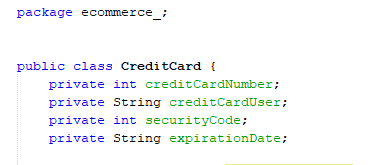 package ecommerce_;
public class CreditCard {
private int creditCardNumber;
private String creditCardUser;
private int securityCode;
private String expirationDate;